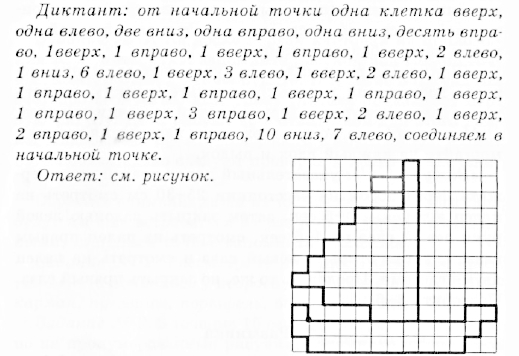 Диктант: от начальной точки одна клетка вверх,
одна влево, две вниз, одна вправо, одна вниз, десять впра-
во, 1вверх, 1 вправо, 1 вверх, 1 вправо, 1 вверх, 2 влево,
1 вниз, 6 влево, 1 вверх, 3 влево, 1 вверх, 2 влево, 1 вверх,
1 вправо, 1 вверх, 1 вправо, 1 вверх, 1 вправо, 1 вверх,
1 вправо, 1 вверх, 3 вправо, 1 вверх, 2 влево, 1 вверх,
2 вправо, 1 вверх, 1 вправо, 10 вниз, 7 влево, соединяем в
начальной точке.
Ответ: см. рисунок.